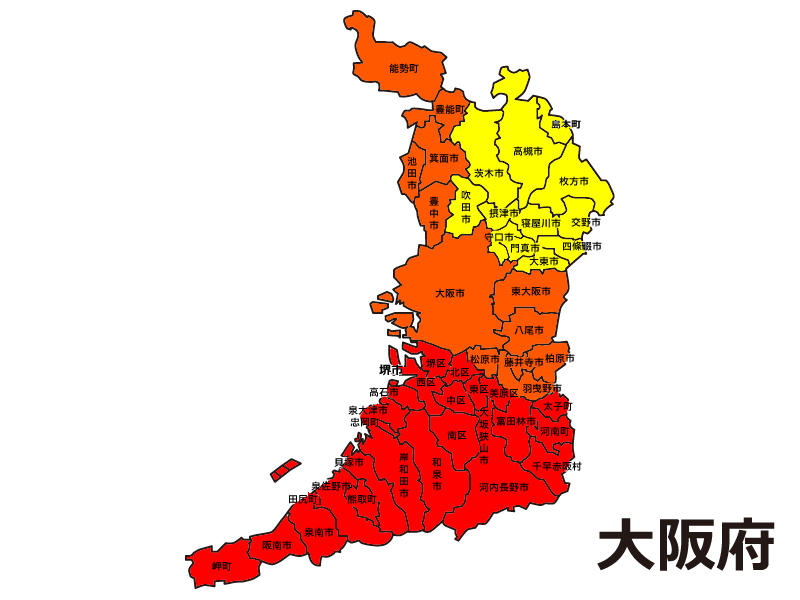 能勢町
豊能町
島本町
箕面市
高槻市
池田市
茨木市
枚方市
吹田市
豊中市
摂津市
寝屋川市
交野市
守口市
門真市
四條畷市
大東市
大阪市
東大阪市
八尾市
松原市
藤井寺市
柏原市
堺区
堺市
北区
西区
東区
美原区
羽曳野市
高石市
中区
太子町
泉大津市
忠岡町
大阪狭山市
富田林市
河南町
南区
貝塚市
岸和田市
和泉市
千早赤阪村
泉佐野市
河内長野市
田尻町
熊取町
泉南市
阪南市
岬町
大阪府